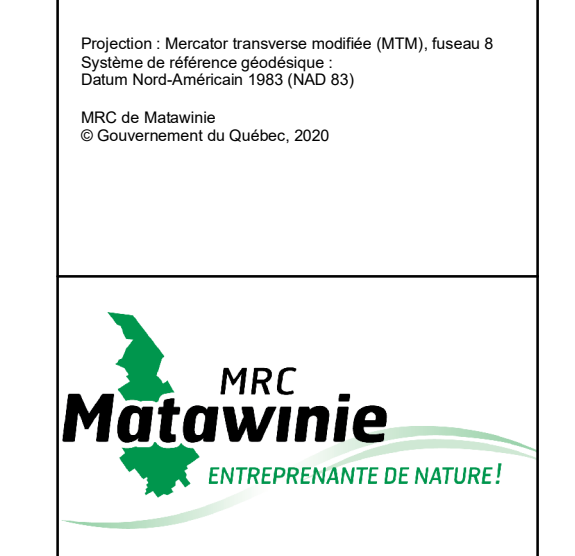 Projection : Mercator transverse modifiée (MTM), fuseau 8
Système de référence géodésique :
Datum Nord-Américain 1983 (NAD 83)
MRC de Matawinie
© Gouvernement du Québec, 2020
MRC
Matawinie
ENTREPRENANTE DE NATURE!